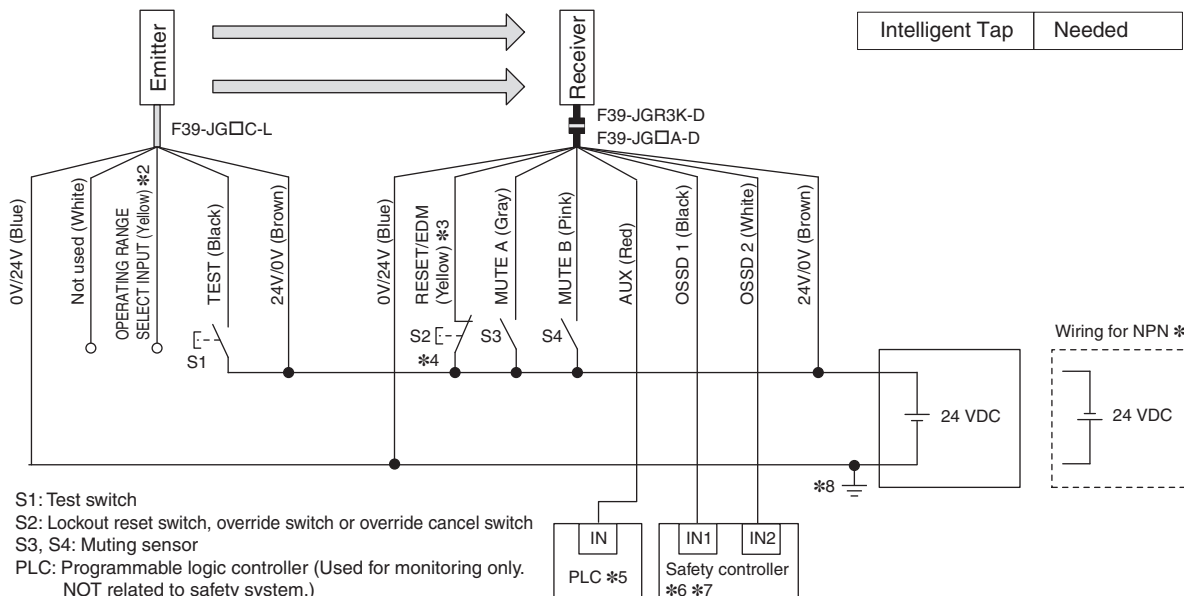 Intelligent Tap Needed
Emitter
Receiver
F39-JG□C-L
F39-JGR3K-D
F39-JG□A-D
0V/24V (Blue)
Not used (White)
OPERATING RANGE
SELECT INPUT (Yellow) *2
TEST (Black)
24V/0V (Brown)
0V/24V (Blue)
RESET/EDM
(Yellow) *3
MUTE A (Gray)
MUTE B (Pink)
AUX (Red)
OSSD 1 (Black)
OSSD 2 (White)
24V/0V (Brown)
S1
S2
*4
S3
S4
Wiring for NPN *
24 VDC
24 VDC
*8
S1: Test switch
S2: Lockout reset switch, override switch or override cancel switch
S3, S4: Muting sensor
PLC: Programmable logic controller (Used for monitoring only.
NOT related to safety system.)
IN
PLC *5
IN1
IN2
Safety controller
*6 *7